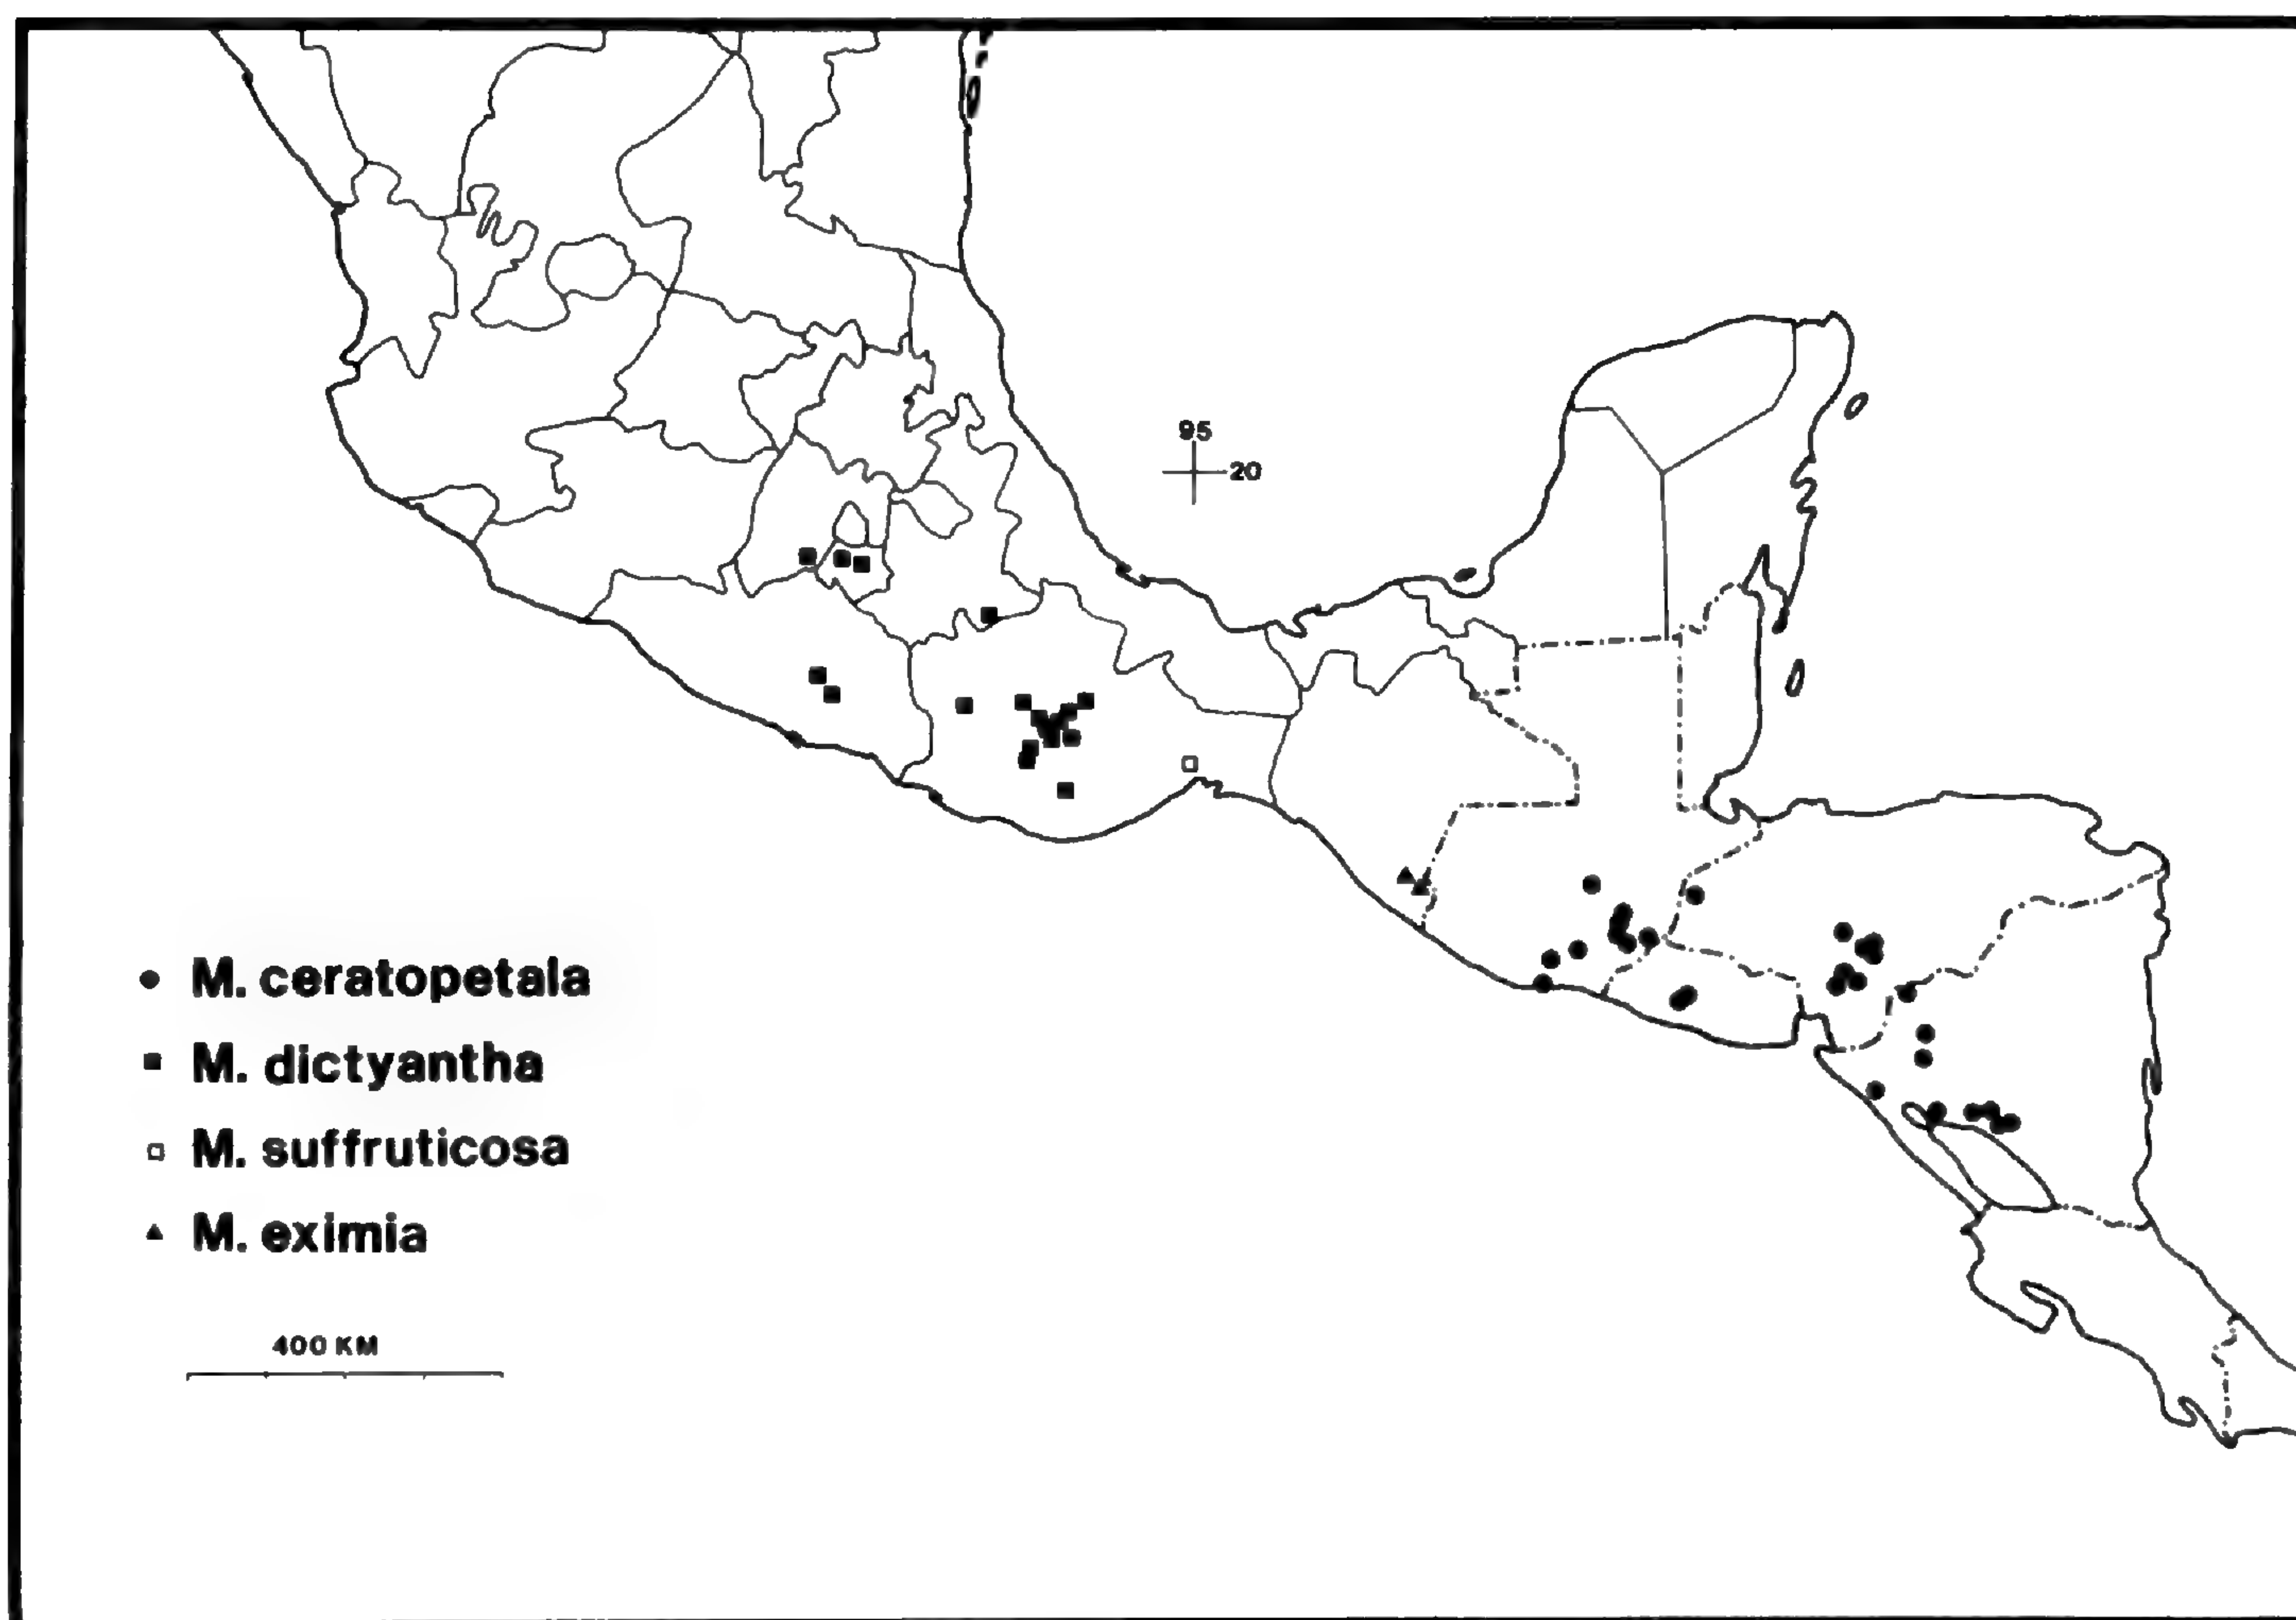 95
20
M. ceratopetala
M. dictyantha
M. suffruticosa
M. eximia
400 KM